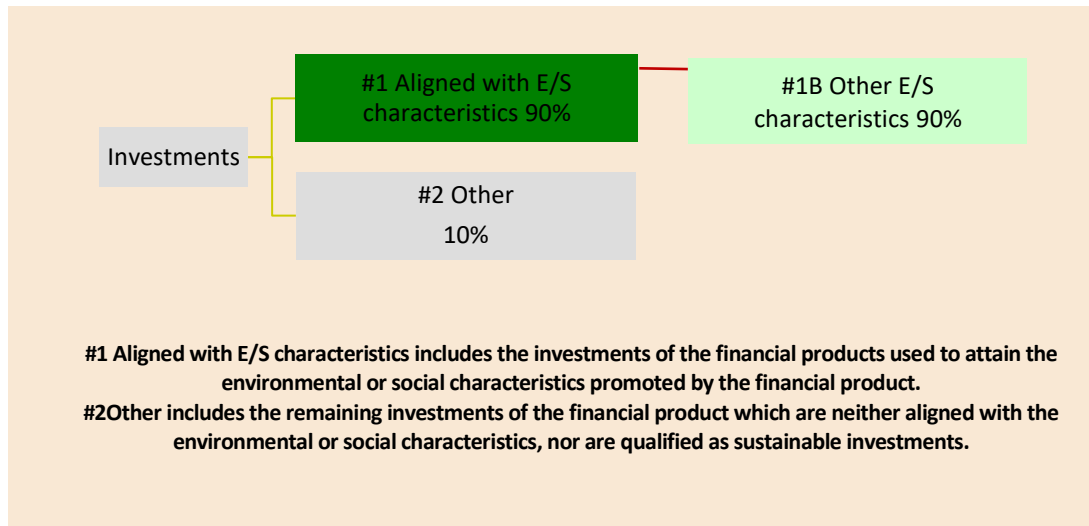 #1 Aligned with E/S
characteristics 90%
#1B Other E/S
characteristics 90%
Investments
#2 Other
10%
#1 Aligned with E/S characteristics includes the investments of the financial products used to attain the
environmental or social characteristics promoted by the financial product.
#2Other includes the remaining investments of the financial product which are neither aligned with the
environmental or social characteristics, nor are qualified as sustainable investments.